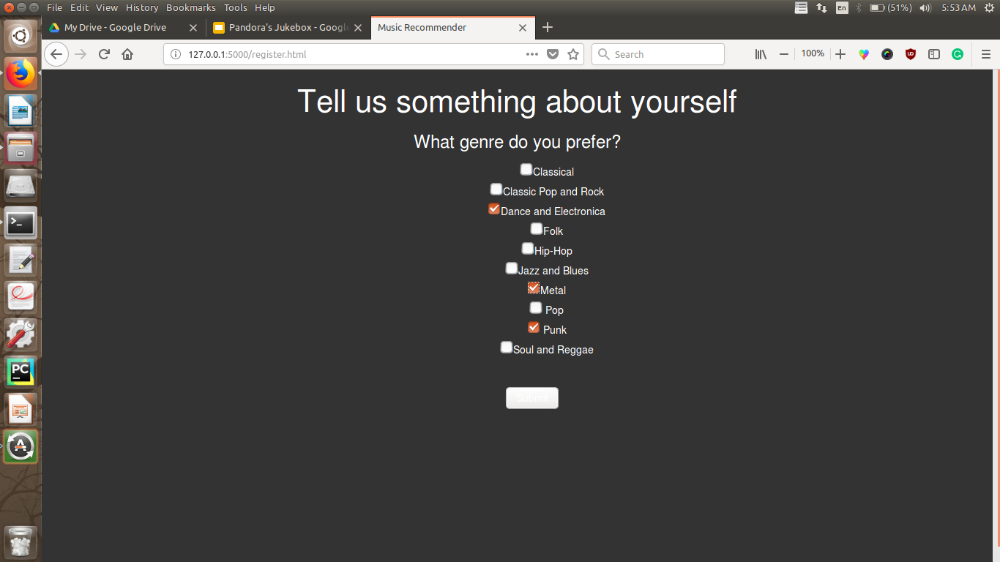 File Edit View History Bookmarks Tools Help
En (51%) 5:53 AM
My Drive - Google Drive
Pandora's Jukebox - Google
Music Recommender
127.0.0.1:5000/register.html
100%
Search
Tell us something about yourself
What genre do you prefer?
Classical
Classic Pop and Rock
Dance and Electronica
Folk
Hip-Hop
Jazz and Blues
Metal
Pop
Punk
Soul and Reggae
Submit
PC